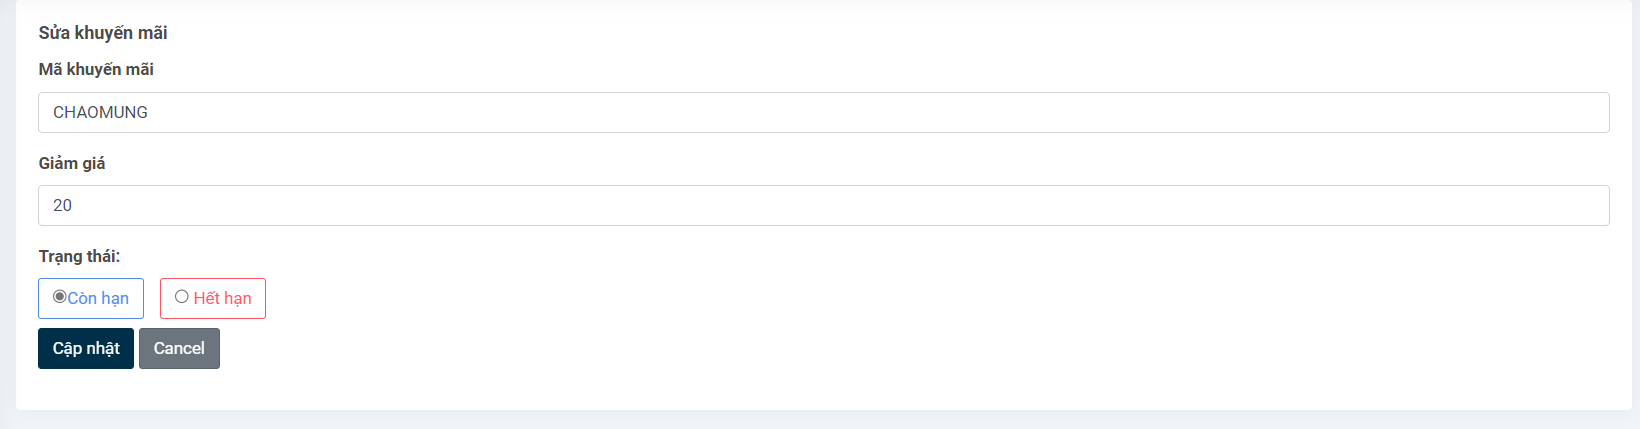 Sửa khuyến mãi
Mã khuyến mãi
CHAOMUNG
Giảm giá
20
Trạng thái:
Còn hạn Hết hạn
Cập nhật Cancel